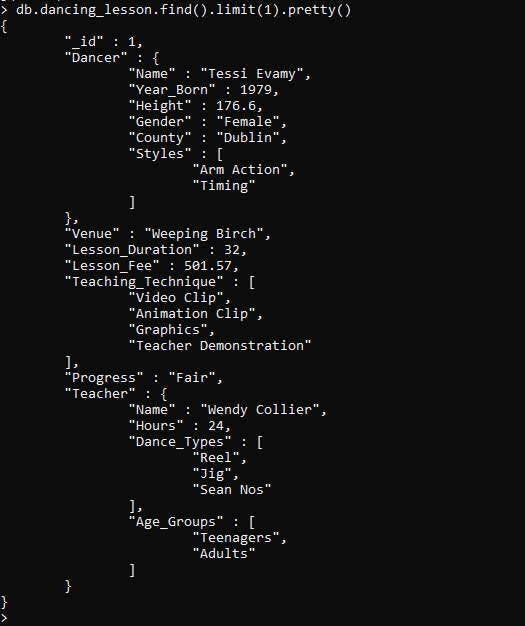 > db.dancing_lesson.find().limit(1).pretty()
{
        "_id" : 1,
        "Dancer" : {
                "Name" : "Tessi Evamy",
                "Year_Born" : 1979,
                "Height" : 176.6,
                "Gender" : "Female",
                "County" : "Dublin",
                "Styles" : [
                        "Arm Action",
                        "Timing"
                ]
        },
        "Venue" : "Weeping Birch",
        "Lesson_Duration" : 32,
        "Lesson_Fee" : 501.57,
        "Teaching_Technique" : [
                "Video Clip",
                "Animation Clip",
                "Graphics",
                "Teacher Demonstration"
        ],
        "Progress" : "Fair",
        "Teacher" : {
                "Name" : "Wendy Collier",
                "Hours" : 24,
                "Dance_Types" : [
                        "Reel",
                        "Jig",
                        "Sean Nos"
                ],
                "Age_Groups" : [
                        "Teenagers",
                        "Adults"
                ]
        }
}
>